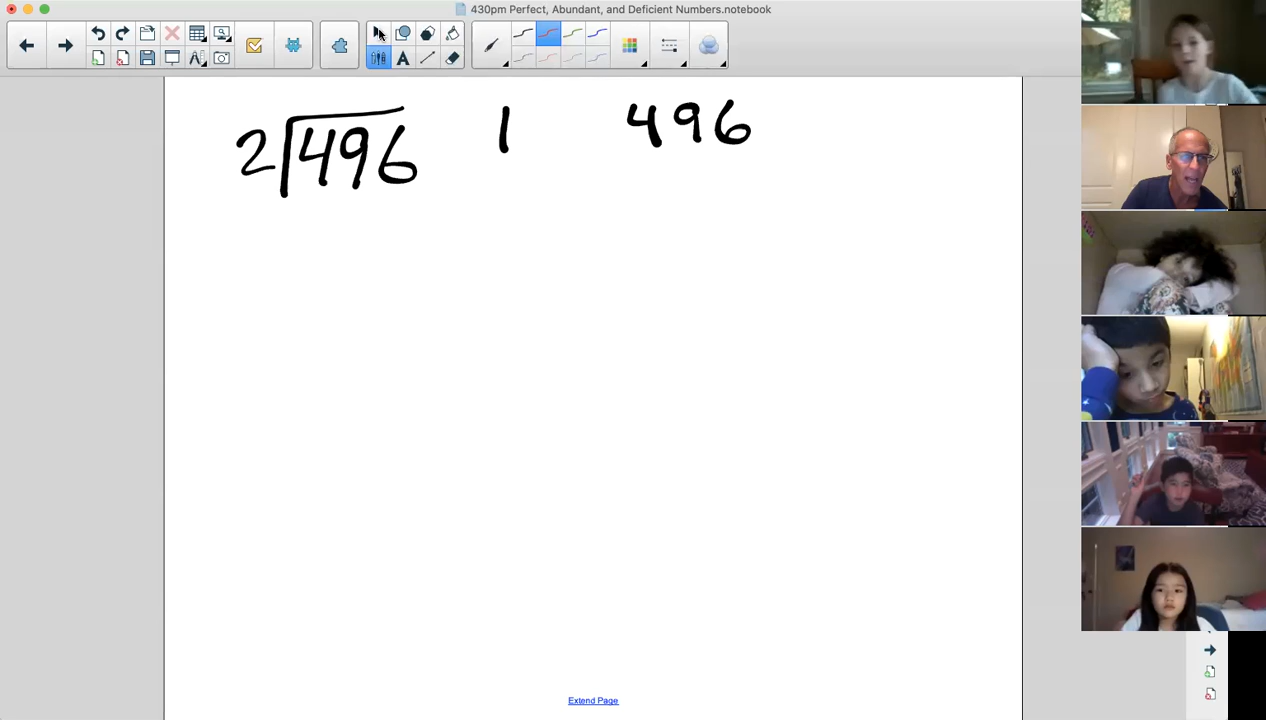 430pm Perfect, Abundant, and Deficient Numbers.notebook
2 496 1 496
Extend Page